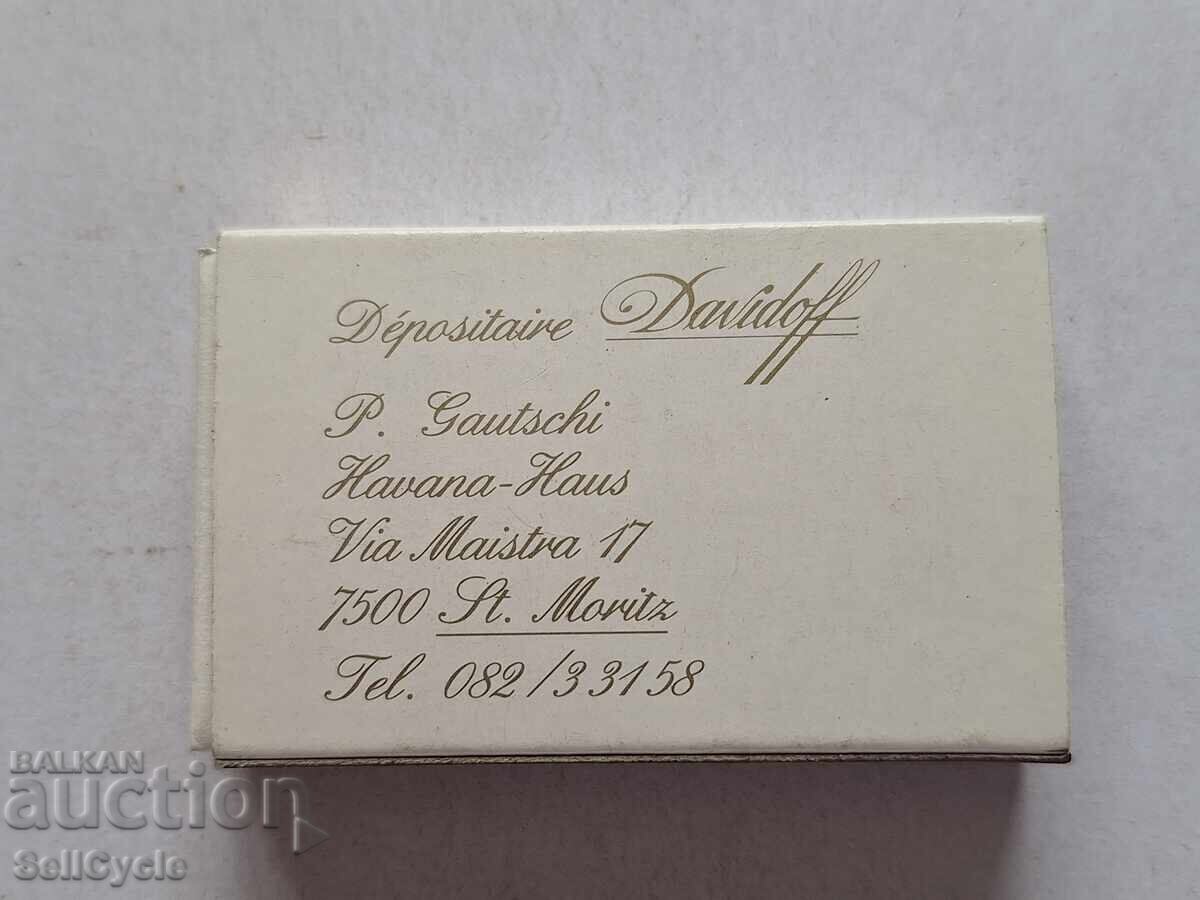 Dépositaire Davidoff
P. Gautschi
Havana-Haus
Via Maistra 17
7500 St. Moritz
Tel. 082/33158
BALKAN
auction
SellCycle